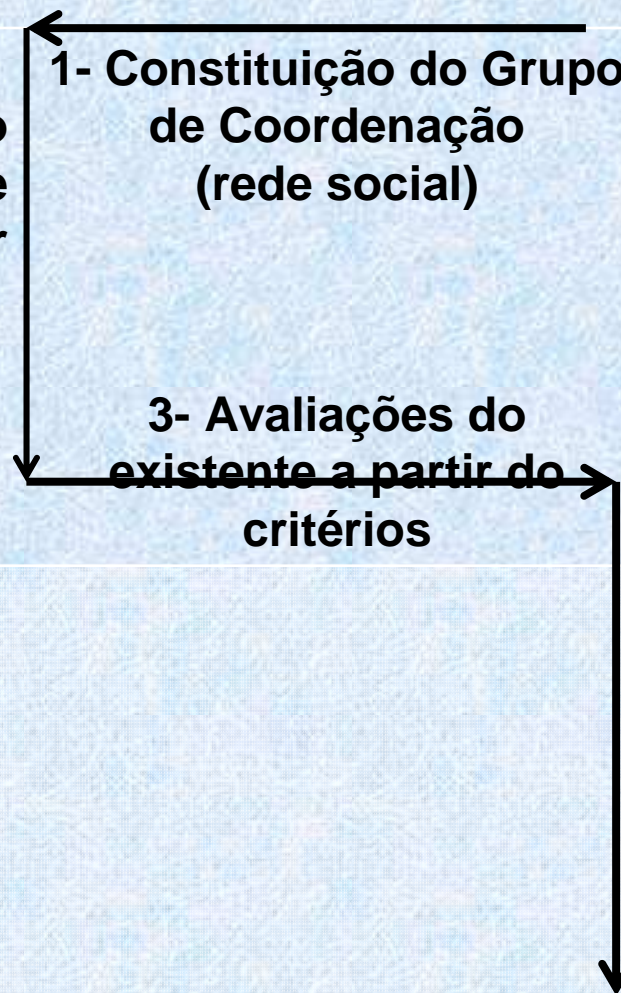 1- Constituição do Grupo
de Coordenação
(rede social)
3- Avaliações do
existente a partir do
critérios